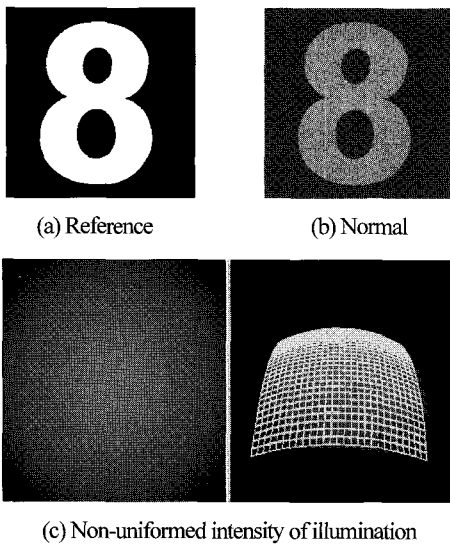 8 8
(a) Reference (b) Normal
(c) Non-uniformed intensity of illumination